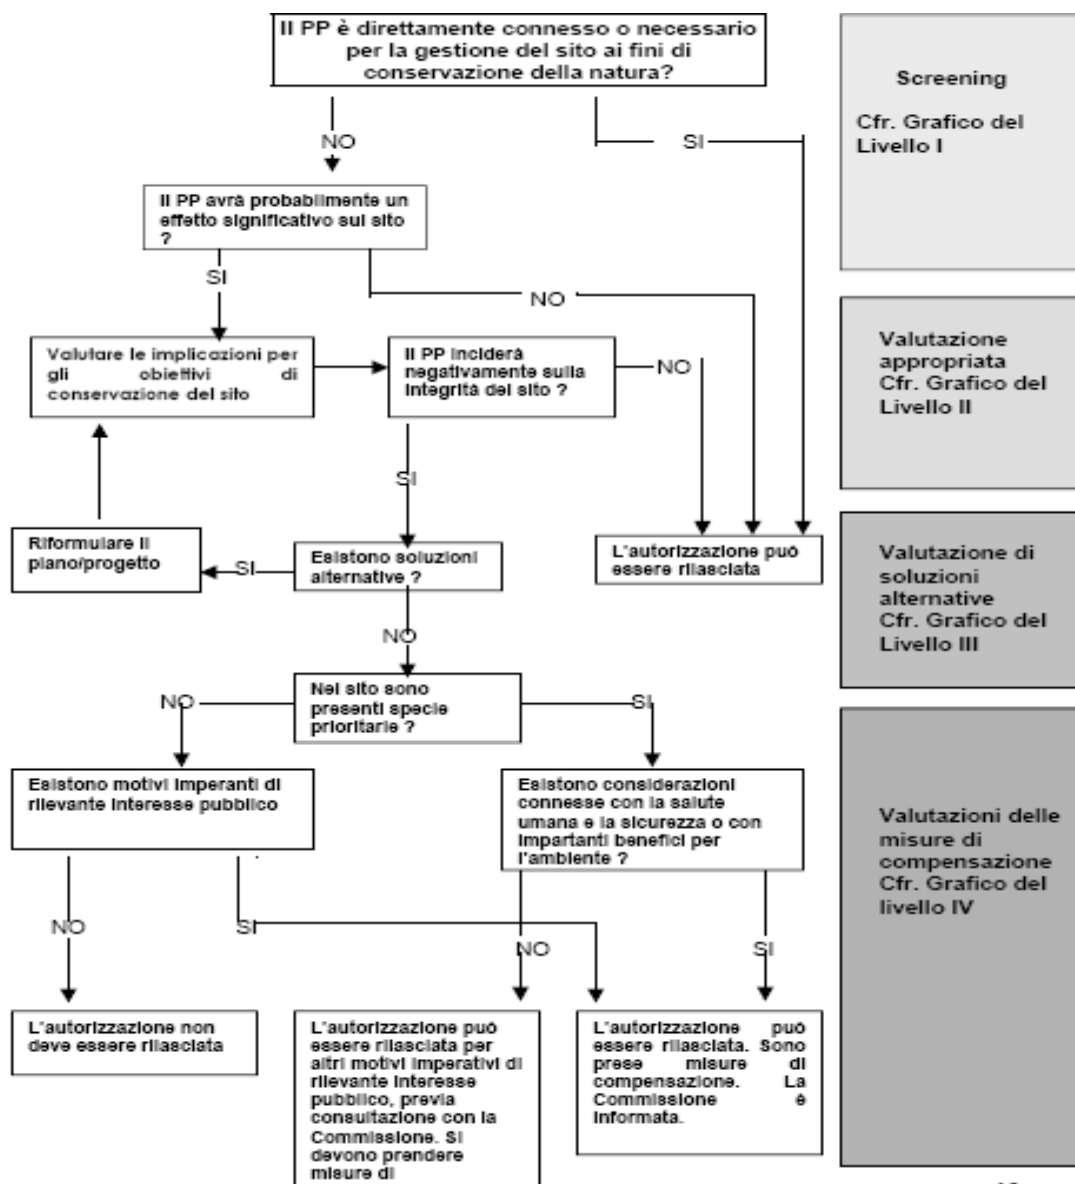 Il PP è direttamente connesso o necessario
per la gestione del sito ai fini di
conservazione della natura?
NO
SI
Il PP avrà probabilmente un
effetto significativo sul sito
?
SI
NO
Valutare le implicazioni per
gli obiettivi di
conservazione del sito
Il PP inciderà
negativamente sulla
integrità del sito ?
NO
SI
Riformulare il
piano/progetto
SI
Esistono soluzioni
alternative ?
L'autorizzazione può
essere rilasciata
NO
Nel sito sono
presenti specie
prioritarie ?
NO
SI
Esistono motivi imperanti di
rilevante interesse pubblico
Esistono considerazioni
connesse con la salute
umana e la sicurezza o con
impartanti benefici per
l'ambiente ?
NO
SI
NO
SI
L'autorizzazione non
deve essere rilasciata
L'autorizzazione può
essere rilasciata per
altri motivi imperativi di
rilevante interesse
pubblico, previa
consultazione con la
Commissione. Si
devono prendere
misure di
L'autorizzazione può
essere rilasciata. Sono
prese misure di
compensazione. La
Commissione è
informata.
Screening
Cfr. Grafico del
Livello I
Valutazione
appropriata
Cfr. Grafico del
Livello II
Valutazione di
soluzioni
alternative
Cfr. Grafico del
Livello III
Valutazioni delle
misure di
compensazione
Cfr. Grafico del
livello IV